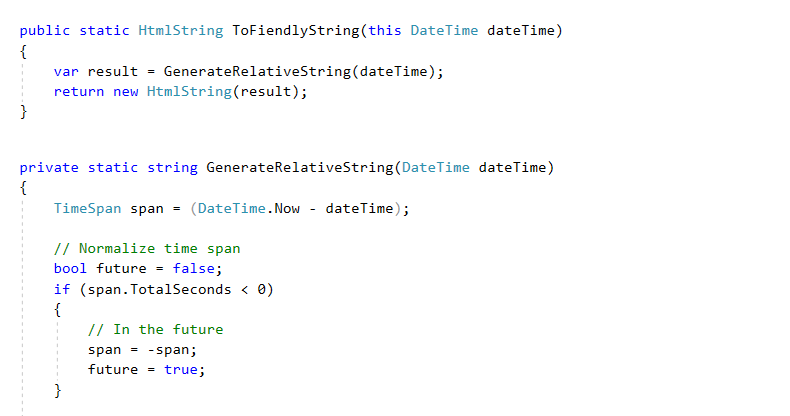 public static HtmlString ToFiendlyString(this DateTime dateTime)
{
    var result = GenerateRelativeString(dateTime);
    return new HtmlString(result);
}
private static string GenerateRelativeString(DateTime dateTime)
{
    TimeSpan span = (DateTime.Now - dateTime);
    // Normalize time span
    bool future = false;
    if (span.TotalSeconds < 0)
    {
        // In the future
        span = -span;
        future = true;
    }